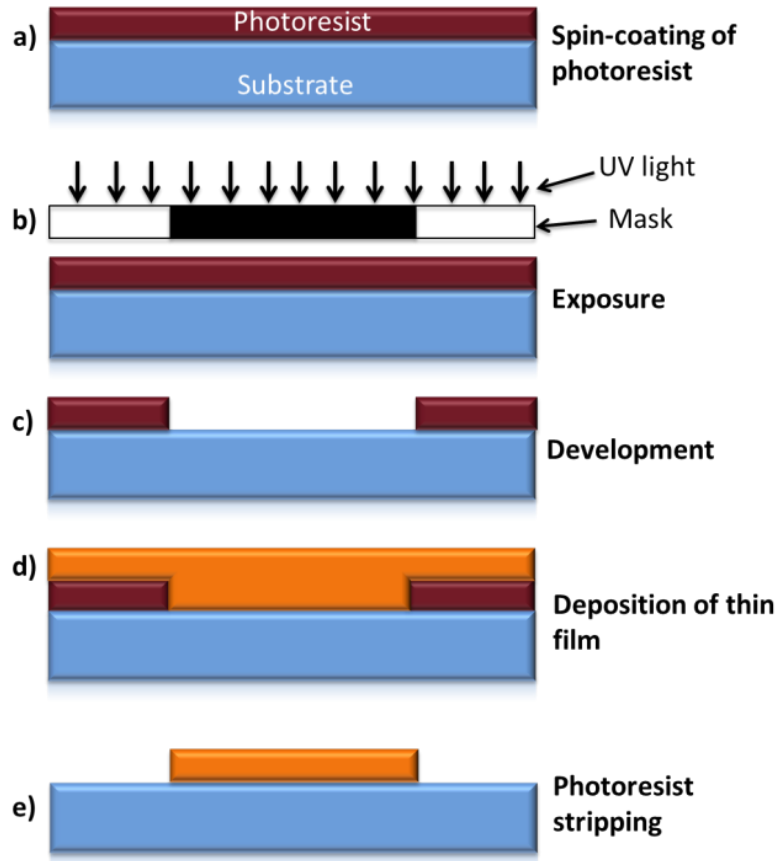 a)
Photoresist
Substrate
Spin-coating of
photoresist
UV light
b)
Mask
Exposure
c)
Development
d)
Deposition of thin
film
e)
Photoresist
stripping